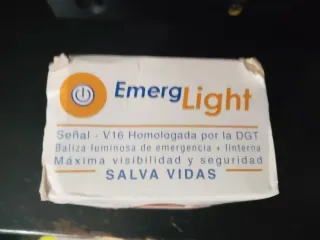 EmergLight
Señal - V16 Homologada por la DGT
Baliza luminosa de emergencia + linterna
Máxima visibilidad y seguridad
SALVA VIDAS